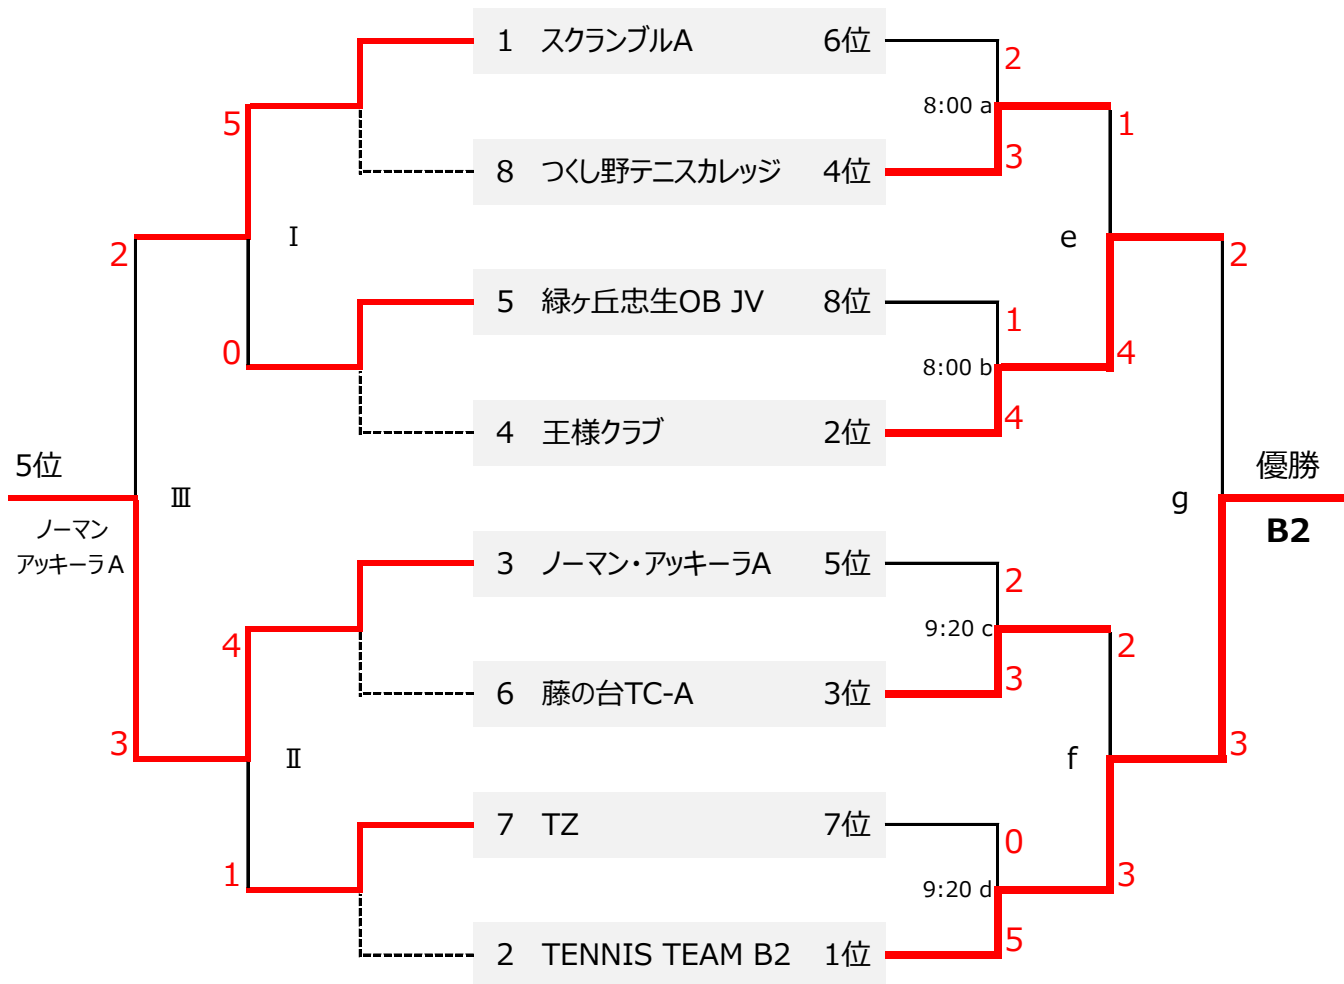 1 スクランブルA 6位
2
8:00 a
5
1
3
8 つくし野テニスカレッジ 4位
2
Ⅰ
e
2
5 緑ヶ丘忠生OB JV 8位
1
0
8:00 b
4
4
4 王様クラブ 2位
5位
優勝
Ⅲ
g
ノーマン
アッキーラA
B2
3 ノーマン・アッキーラA 5位
2
9:20 c
4
2
3
6 藤の台TC-A 3位
3
Ⅱ
f
3
7 TZ 7位
0
1
9:20 d
3
5
2 TENNIS TEAM B2 1位